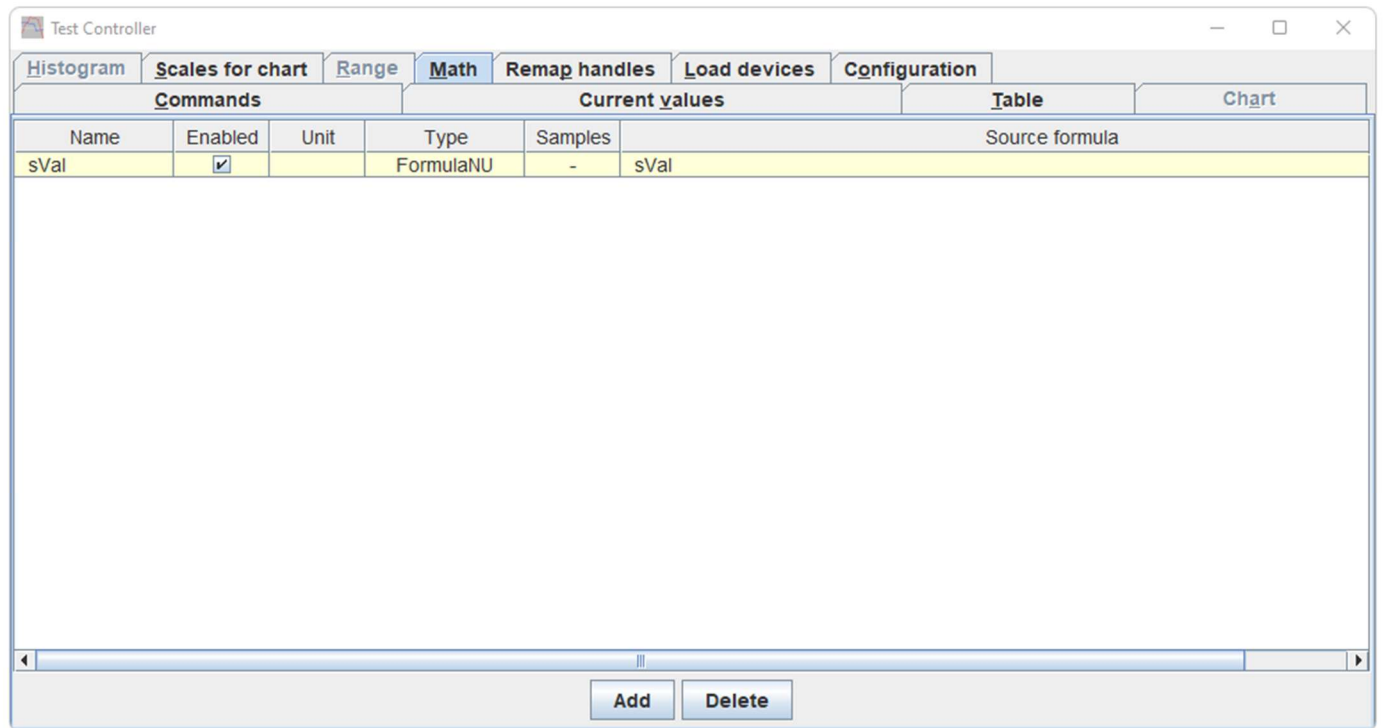 Test Controller
Histogram Scales for chart Range Math Remap handles Load devices Configuration
Commands Current values Table Chart
Name Enabled Unit Type Samples Source formula
sVal FormulaNU - sVal
Add Delete